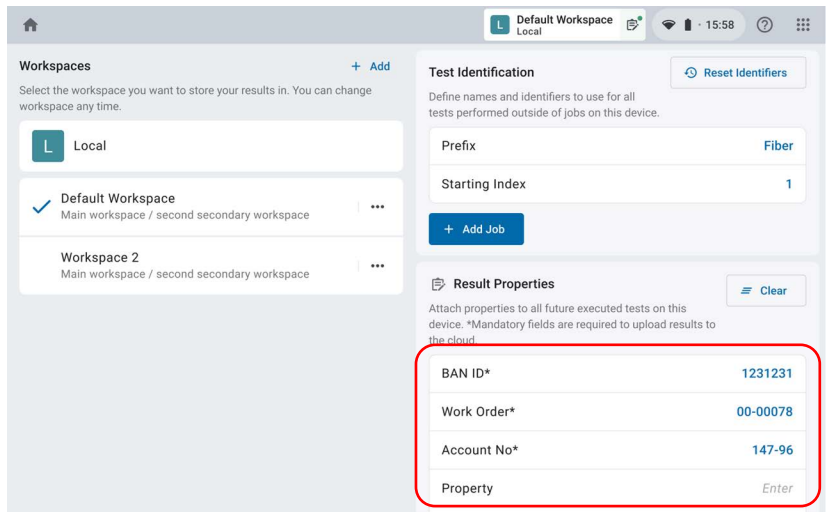 L
Default Workspace
Local
15:58
?
Workspaces
+ Add
Select the workspace you want to store your results in. You can change
workspace any time.
L
Local
Default Workspace
Main workspace / second secondary workspace
Workspace 2
Main workspace / second secondary workspace
Test Identification
Reset Identifiers
Define names and identifiers to use for all
tests performed outside of jobs on this device.
Prefix Fiber
Starting Index 1
+ Add Job
Result Properties
Clear
Attach properties to all future executed tests on this
device. *Mandatory fields are required to upload results to
the cloud.
BAN ID* 1231231
Work Order* 00-00078
Account No* 147-96
Property Enter